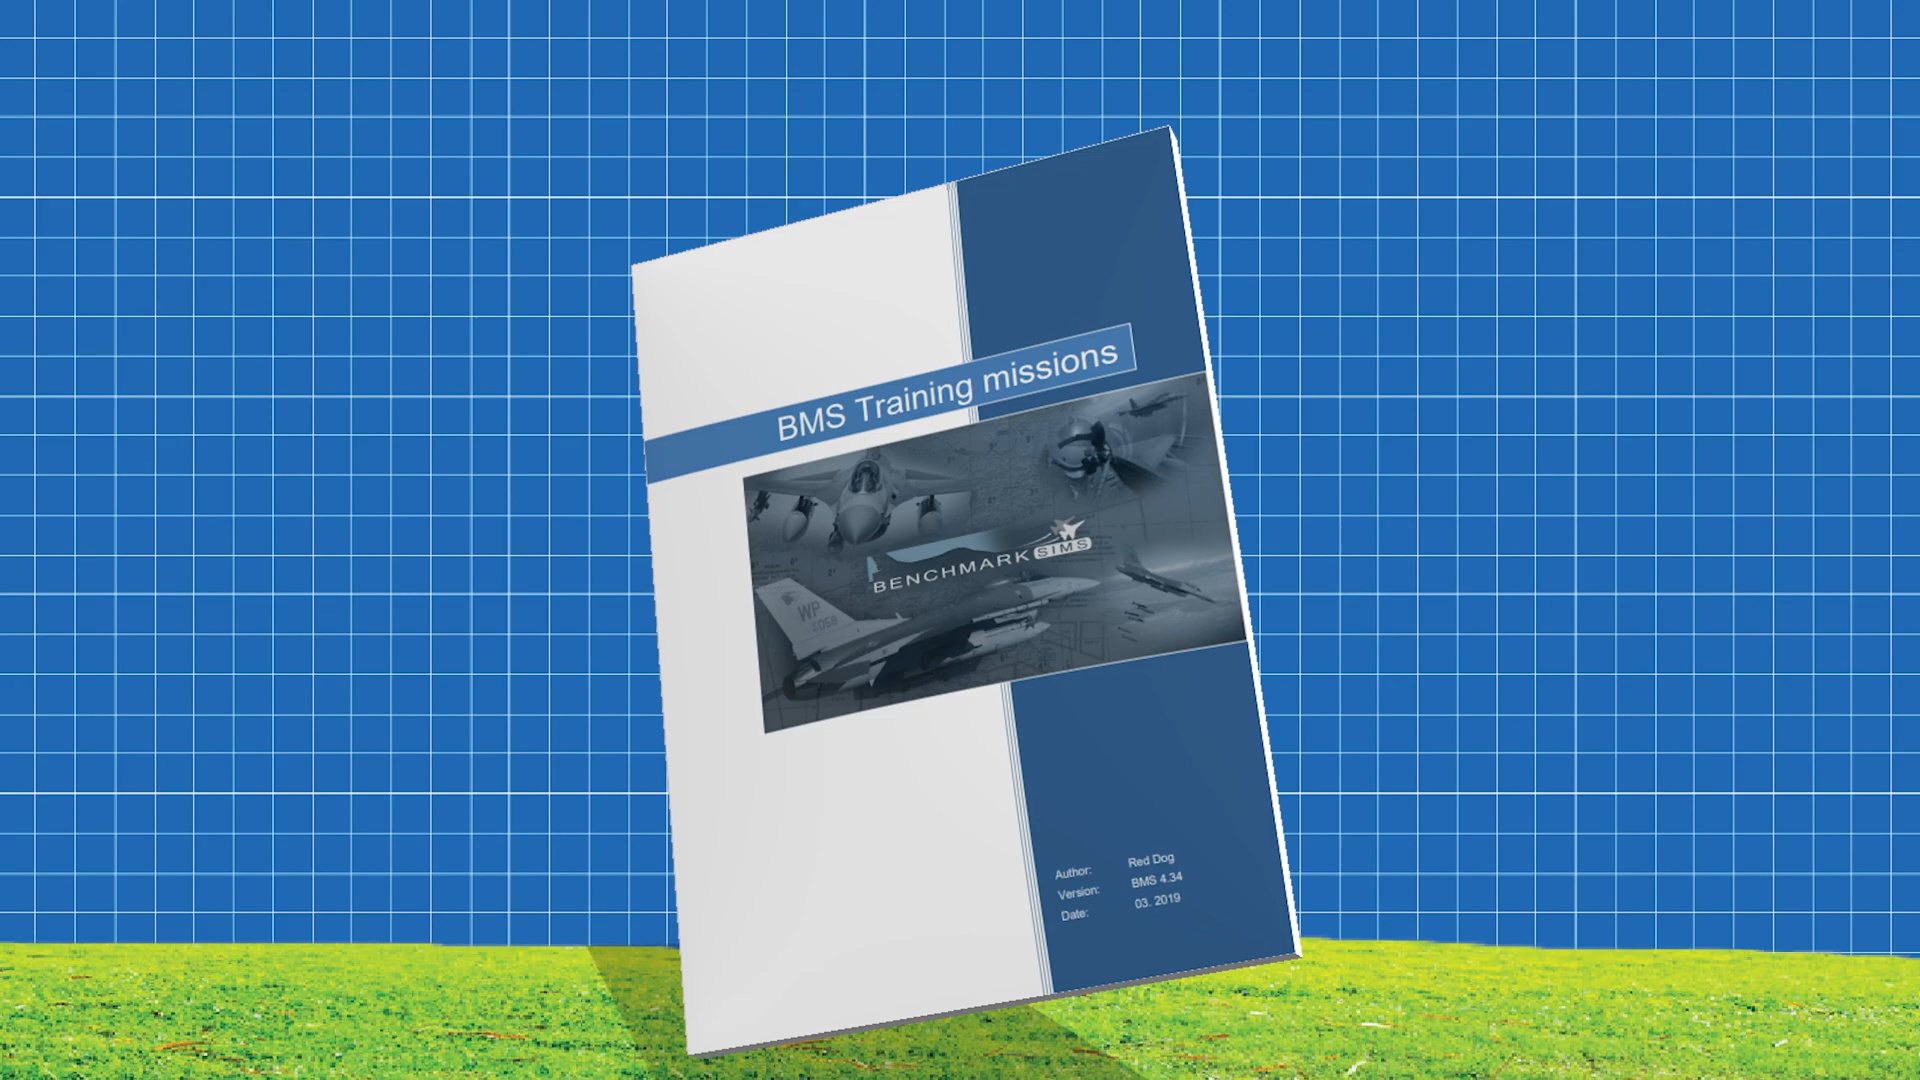 BMS Training missions
BENCHMARK SIMS
WP
Author: Red Dog
Version: BMS 4.34
Date: 03. 2019